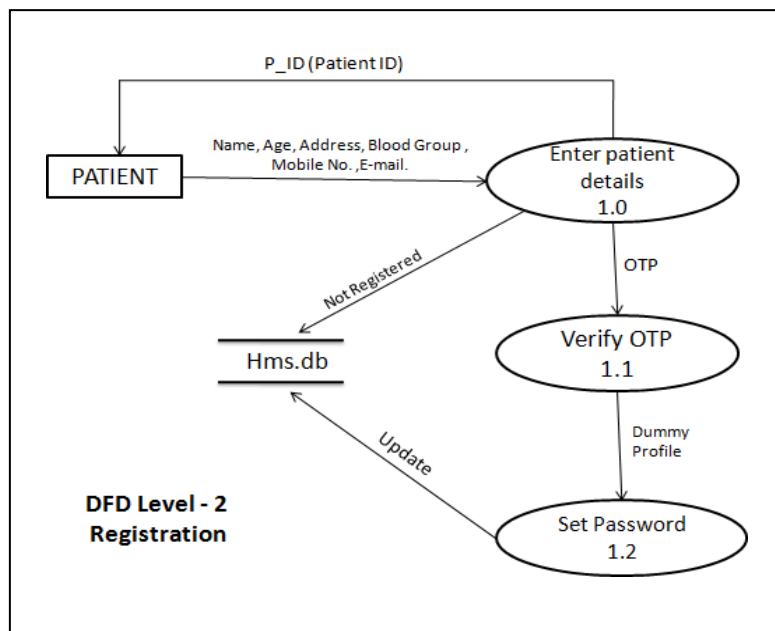 P_ID (Patient ID)
Name, Age, Address, Blood Group ,
Mobile No. ,E-mail.
PATIENT
Enter patient
details
1.0
Not Registered
OTP
Hms.db
Verify OTP
1.1
Update
Dummy
Profile
DFD Level - 2
Registration
Set Password
1.2